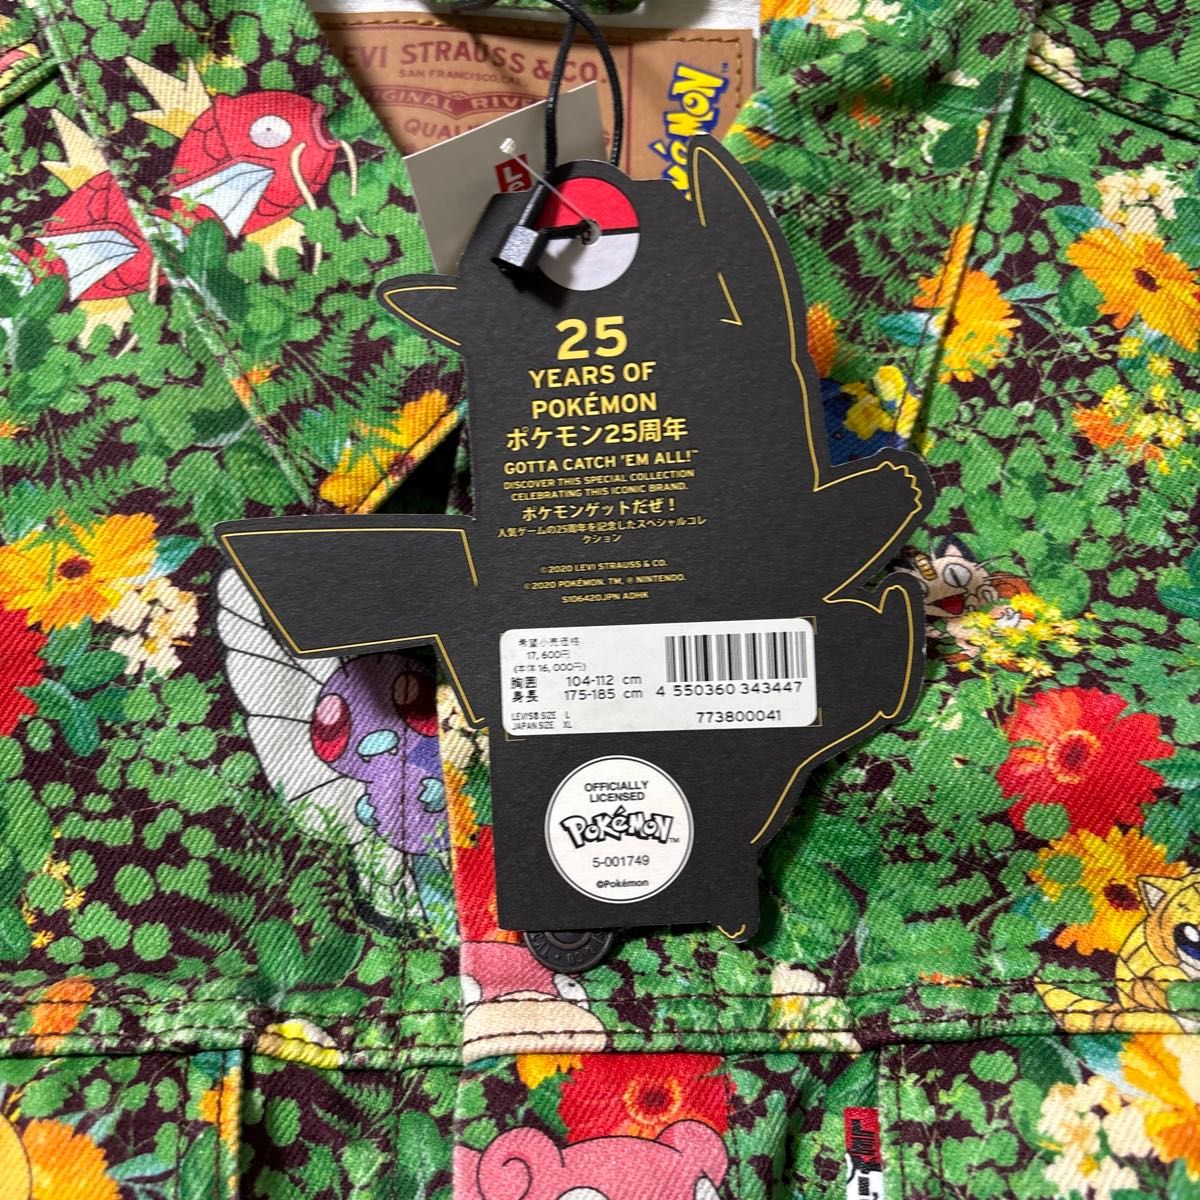 LEVI STRAUSS & CO.
SAN FRANCISCO, CAL.
POKéMON
25
YEARS OF
POKÉMON
ポケモン25周年
GOTTA CATCH 'EM ALL!™
DISCOVER THIS SPECIAL COLLECTION
CELEBRATING THIS ICONIC BRAND.
ポケモンゲットだぜ！
人気ゲームの25周年を記念したスペシャルコレ
クション
©2020 LEVI STRAUSS & CO.
©2020 POKÉMON. TM, ® NINTENDO.
S1D6420JPN ADHK
希望小売価格
17,600円
(本体16,000円)
胸囲 104-112 cm
身長 175-185 cm
LEVI'S® SIZE L
JAPAN SIZE XL
4 550360 343447
773800041
OFFICIALLY
LICENSED
POKéMON™
5-001749
©Pokémon